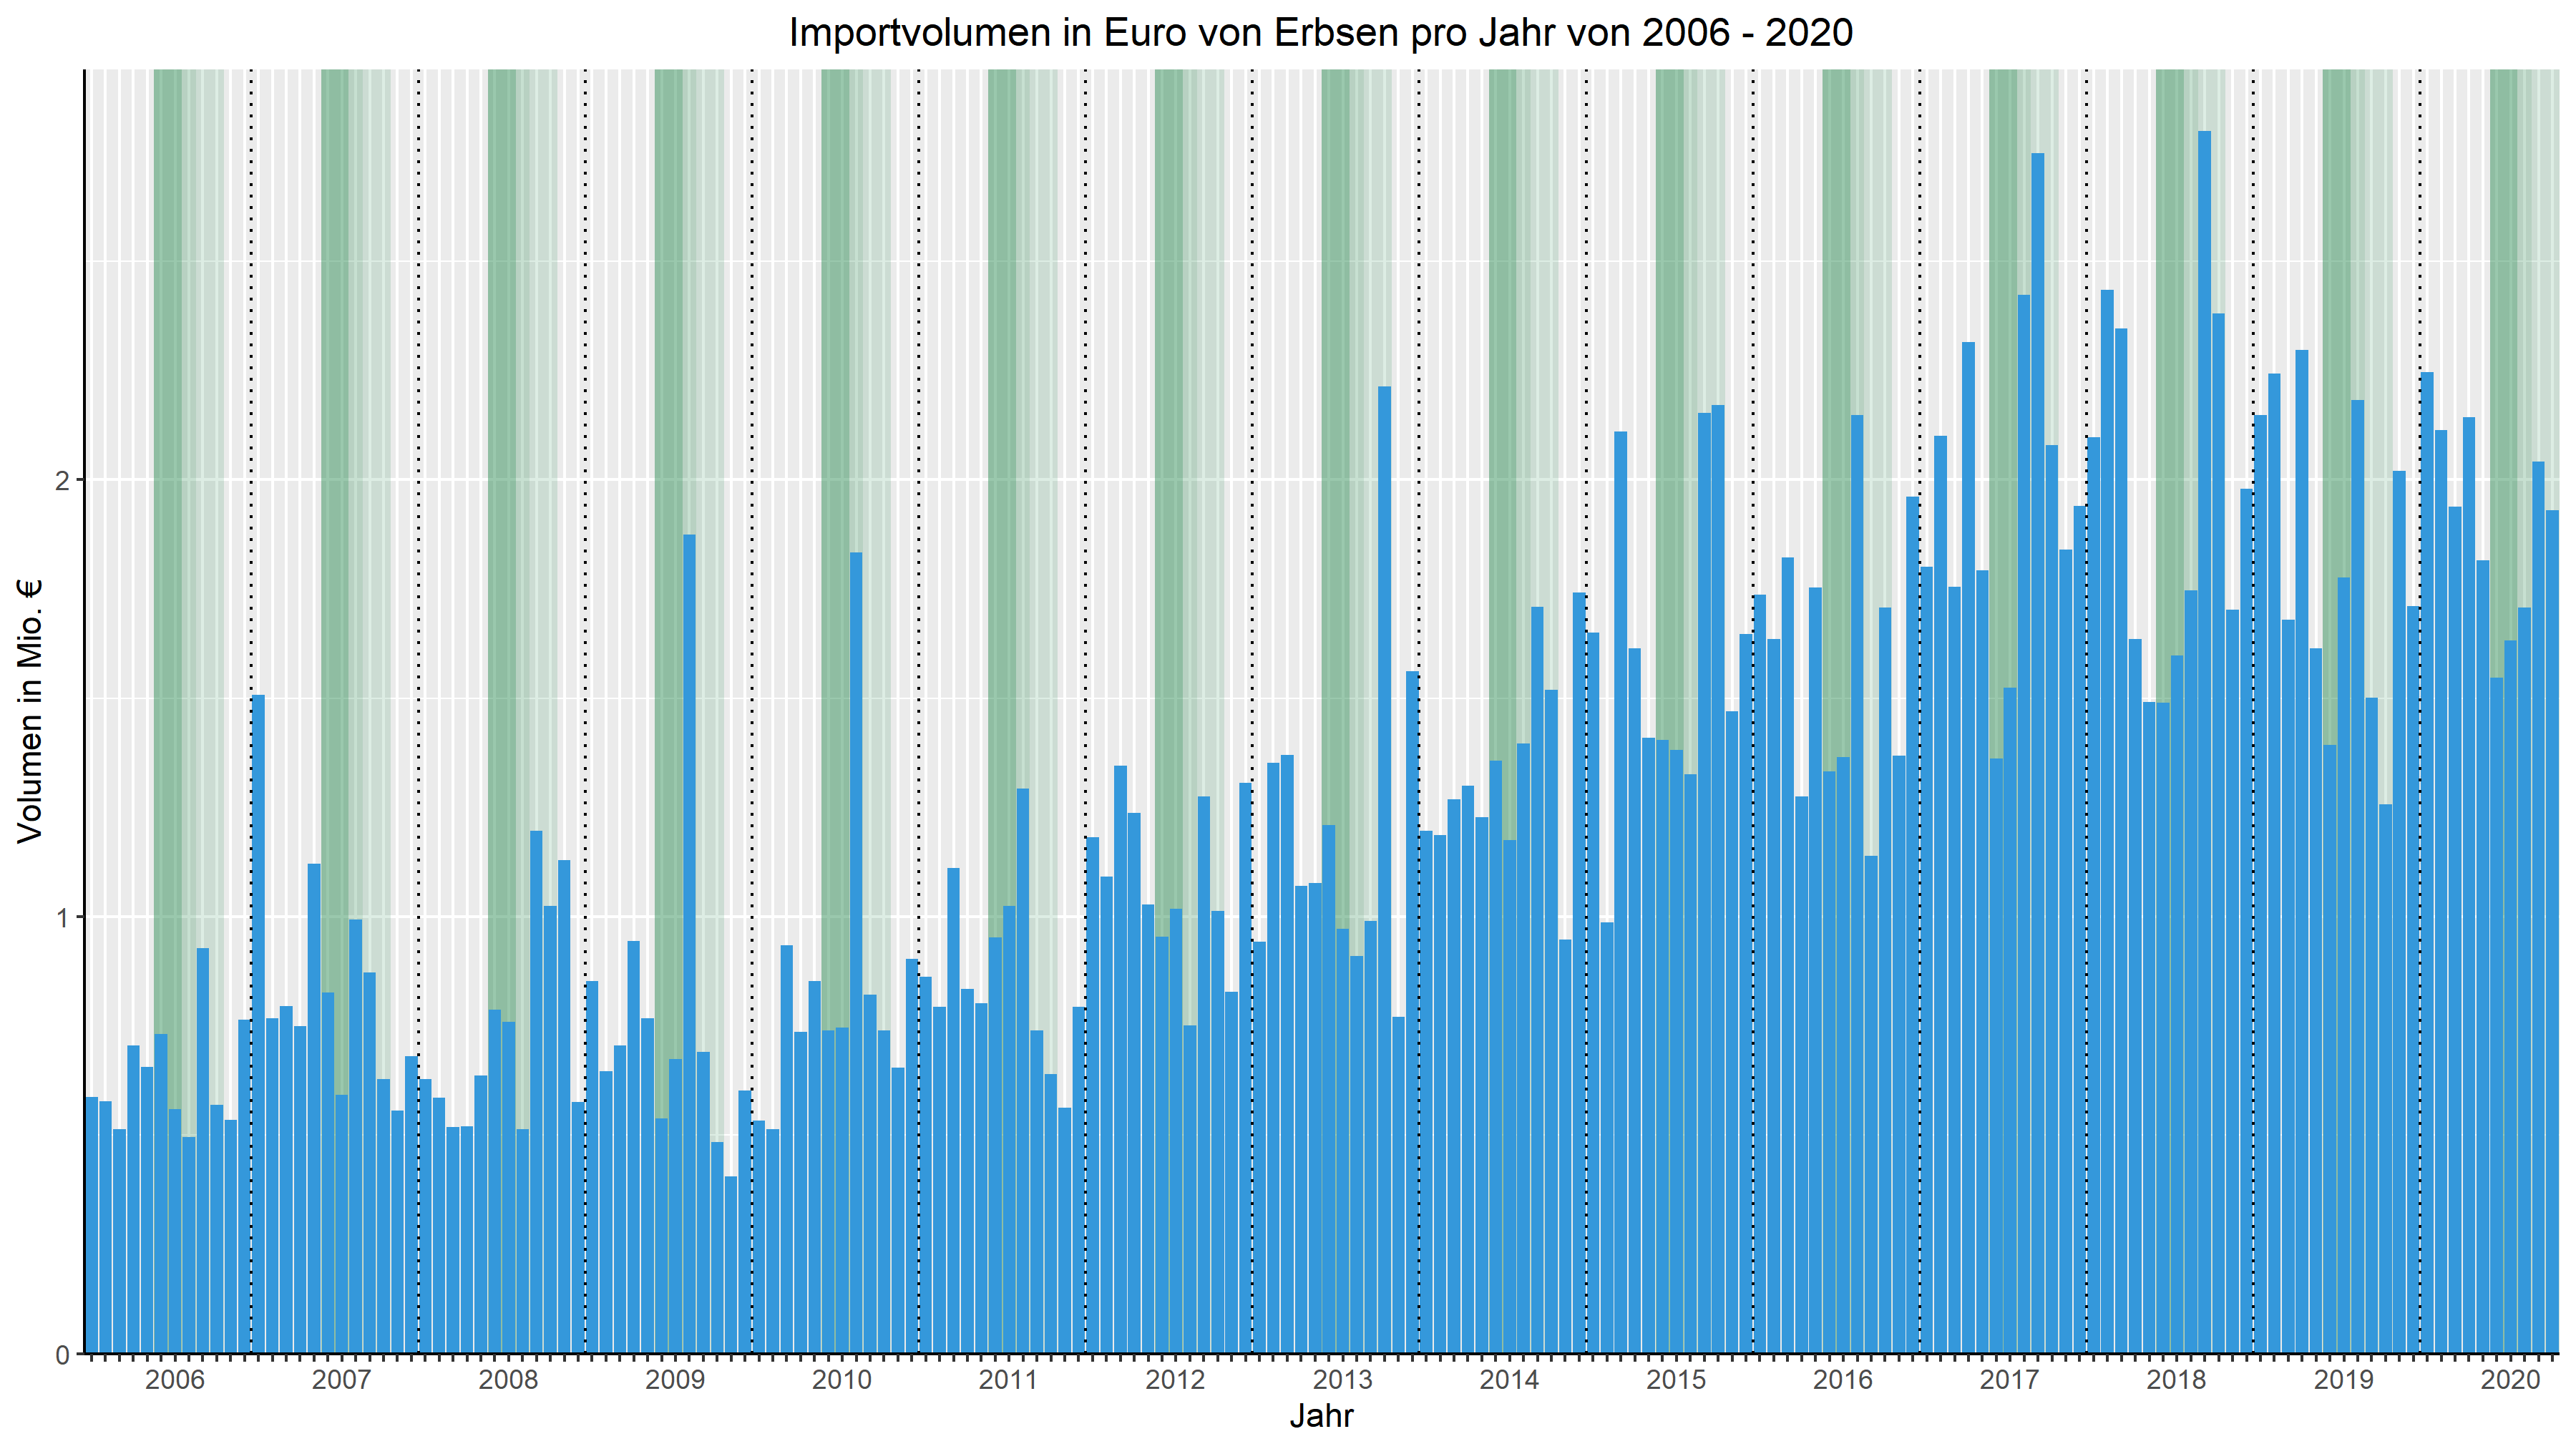 Importvolumen in Euro von Erbsen pro Jahr von 2006 - 2020
Volumen in Mio. €
2
1
0
2006 2007 2008 2009 2010 2011 2012 2013 2014 2015 2016 2017 2018 2019 2020
Jahr